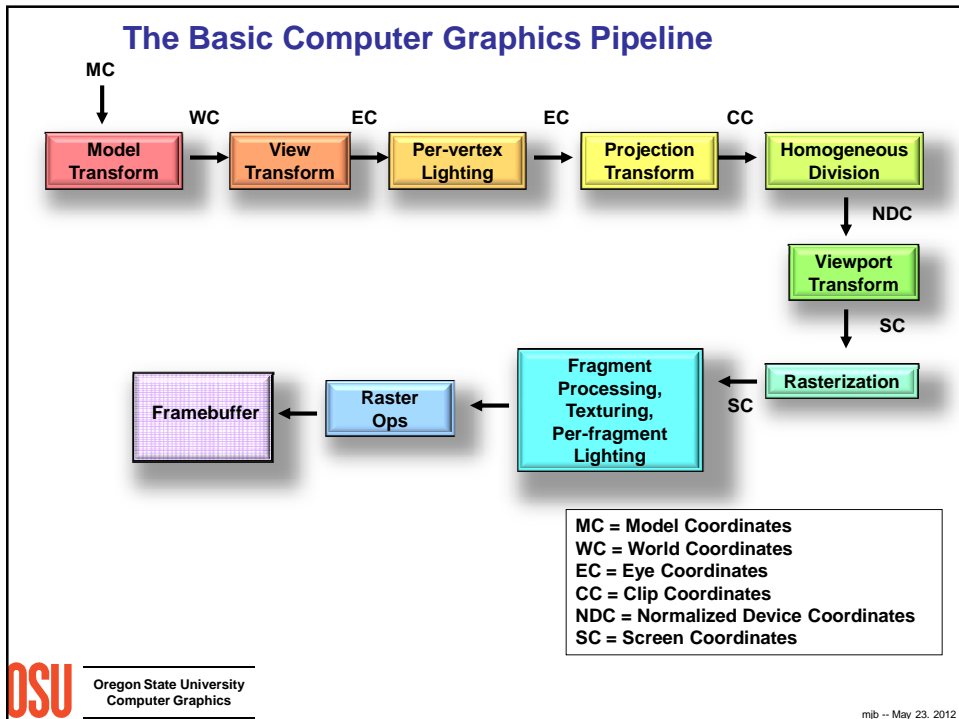 The Basic Computer Graphics Pipeline
MC
WC
EC
EC
CC
Model
Transform
View
Transform
Per-vertex
Lighting
Projection
Transform
Homogeneous
Division
NDC
Viewport
Transform
SC
Rasterization
SC
Fragment
Processing,
Texturing,
Per-fragment
Lighting
Raster
Ops
Framebuffer
MC = Model Coordinates
WC = World Coordinates
EC = Eye Coordinates
CC = Clip Coordinates
NDC = Normalized Device Coordinates
SC = Screen Coordinates
OSU
Oregon State University
Computer Graphics
mjb -- May 23, 2012